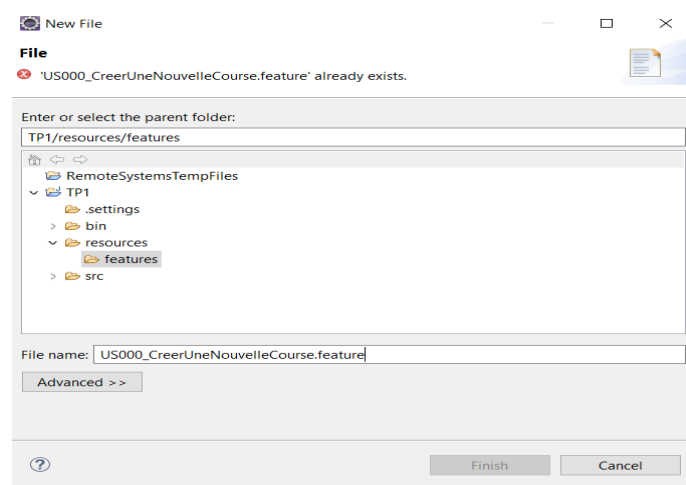 New File
File
'US000_CreerUneNouvelleCourse.feature' already exists.
Enter or select the parent folder:
TP1/resources/features
RemoteSystemsTempFiles
TP1
.settings
bin
resources
features
src
File name: US000_CreerUneNouvelleCourse.feature
Advanced >>
?
Finish Cancel